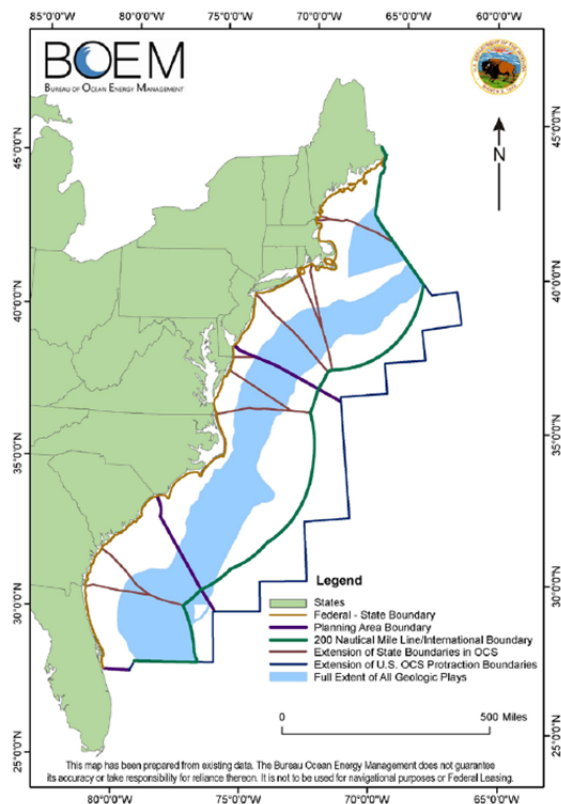 85°0'0"W 80°0'0"W 75°0'0"W 70°0'0"W 65°0'0"W 60°0'0"W
BOEM
BUREAU OF OCEAN ENERGY MANAGEMENT
N
45°0'0"N 45°0'0"N
40°0'0"N 40°0'0"N
35°0'0"N 35°0'0"N
30°0'0"N 30°0'0"N
25°0'0"N 25°0'0"N
Legend
States
Federal - State Boundary
Planning Area Boundary
200 Nautical Mile Line/International Boundary
Extension of State Boundaries in OCS
Extension of U.S. OCS Protraction Boundaries
Full Extent of All Geologic Plays
0 500 Miles
This map has been prepared from existing data. The Bureau Ocean Energy Management does not guarantee
its accuracy or take responsibility for reliance thereon. It is not to be used for navigational purposes or Federal Leasing.
80°0'0"W 75°0'0"W 70°0'0"W 65°0'0"W